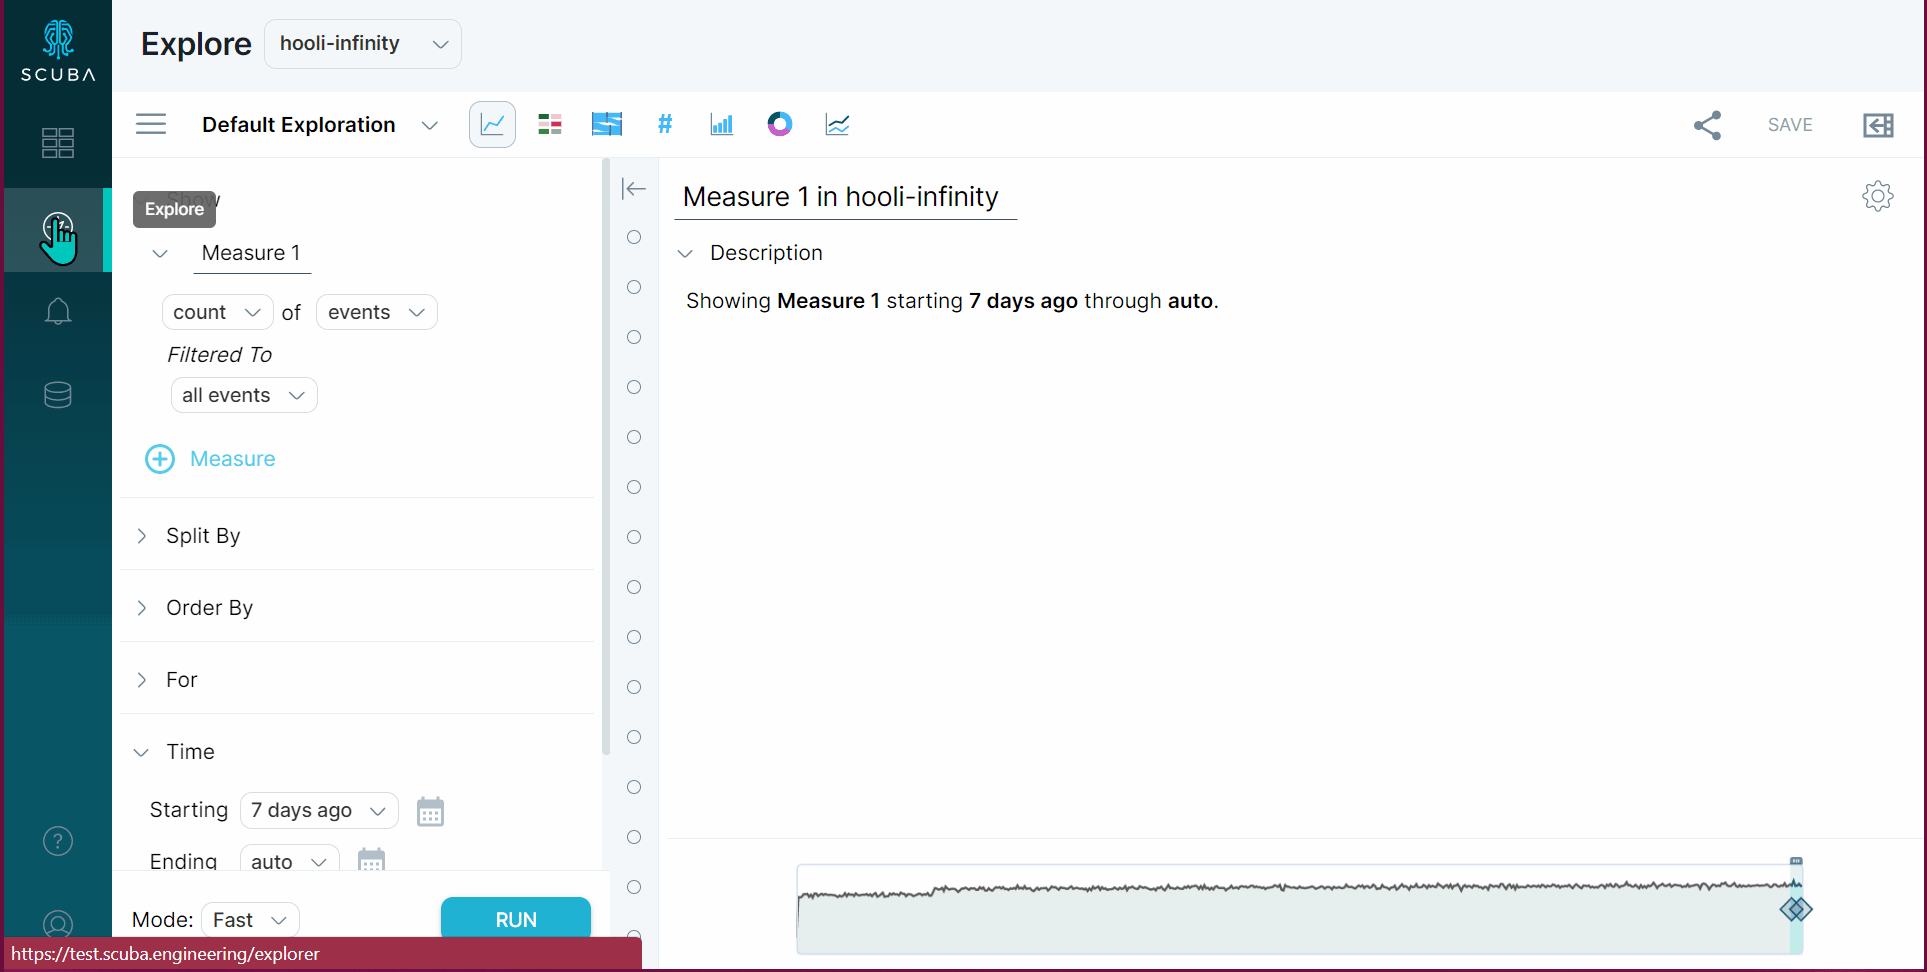 SCUBA
Explore
hooli-infinity
Default Exploration
#
SAVE
Show
Explore
Measure 1
count
of
events
Filtered To
all events
Measure
Split By
Order By
For
Time
Starting
7 days ago
Ending
auto
Mode:
Fast
RUN
Measure 1 in hooli-infinity
Description
Showing Measure 1 starting 7 days ago through auto.
?
https://test.scuba.engineering/explorer